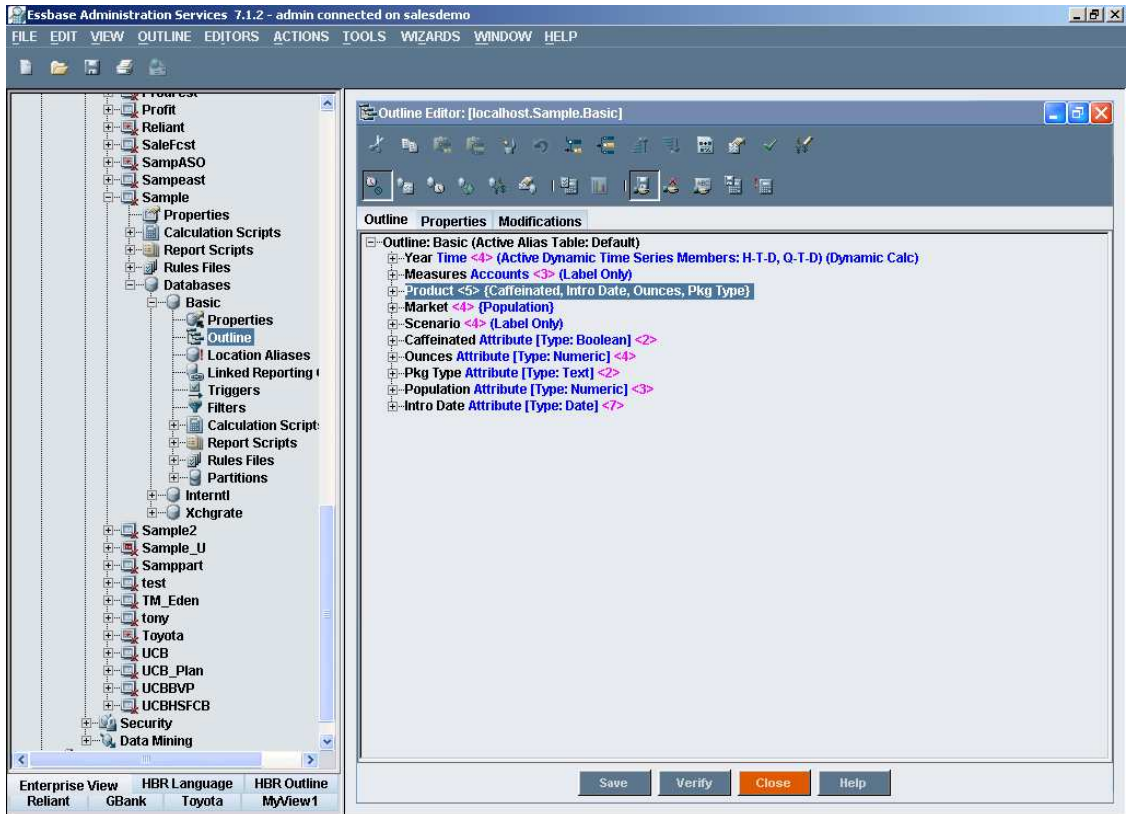 Essbase Administration Services 7.1.2 - admin connected on salesdemo
FILE EDIT VIEW OUTLINE EDITORS ACTIONS TOOLS WIZARDS WINDOW HELP
Profit
Reliant
SaleFcst
SampASO
Sampeast
Sample
Properties
Calculation Scripts
Report Scripts
Rules Files
Databases
Basic
Properties
Outline
Location Aliases
Linked Reporting
Triggers
Filters
Calculation Script
Report Scripts
Rules Files
Partitions
Interntl
Xchgrate
Sample2
Sample_U
Samppart
test
TM_Eden
tony
Toyota
UCB
UCB_Plan
UCBBVP
UCBHSFCB
Security
Data Mining
Enterprise View HBR Language HBR Outline
Reliant GBank Toyota MyView1
Outline Editor: [localhost.Sample.Basic]
Outline Properties Modifications
Outline: Basic (Active Alias Table: Default)
Year Time <4> (Active Dynamic Time Series Members: H-T-D, Q-T-D) (Dynamic Calc)
Measures Accounts <3> (Label Only)
Product <5> {Caffeinated, Intro Date, Ounces, Pkg Type}
Market <4> {Population}
Scenario <4> (Label Only)
Caffeinated Attribute [Type: Boolean] <2>
Ounces Attribute [Type: Numeric] <4>
Pkg Type Attribute [Type: Text] <2>
Population Attribute [Type: Numeric] <3>
Intro Date Attribute [Type: Date] <7>
Save Verify Close Help